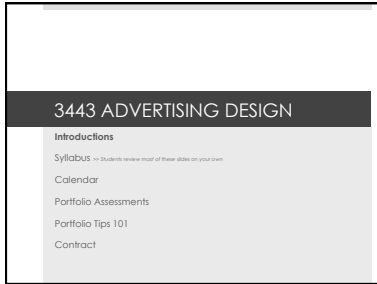 3443 ADVERTISING DESIGN
Introductions
Syllabus >> Students review most of these slides on your own
Calendar
Portfolio Assessments
Portfolio Tips 101
Contract